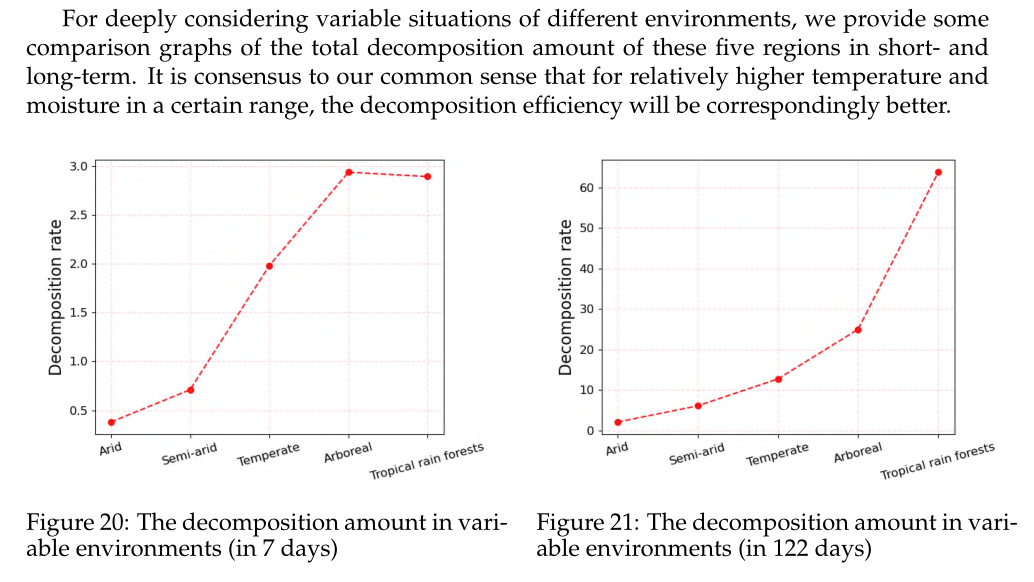 For deeply considering variable situations of different environments, we provide some
comparison graphs of the total decomposition amount of these five regions in short- and
long-term. It is consensus to our common sense that for relatively higher temperature and
moisture in a certain range, the decomposition efficiency will be correspondingly better.
3.0
2.5
2.0
1.5
1.0
0.5
Decomposition rate
Arid
Semi-arid
Temperate
Arboreal
Tropical rain forests
60
50
40
30
20
10
0
Decomposition rate
Arid
Semi-arid
Temperate
Arboreal
Tropical rain forests
Figure 20: The decomposition amount in vari-
able environments (in 7 days)
Figure 21: The decomposition amount in vari-
able environments (in 122 days)